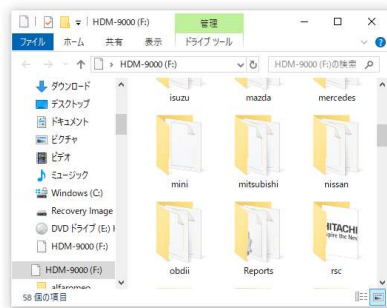 HDM-9000 (F:)
管理
ファイル
ホーム
共有
表示
ドライブ ツール
HDM-9000 (F:)
HDM-9000 (F:)の検索
ダウンロード
デスクトップ
ドキュメント
ピクチャ
ビデオ
ミュージック
Windows (C:)
Recovery Image
DVD ドライブ (E:) H
HDM-9000 (F:)
HDM-9000 (F:)
alfaromeo
isuzu
mazda
mercedes
mini
mitsubishi
nissan
HITACHI
obdii
Reports
rsc
58 個の項目